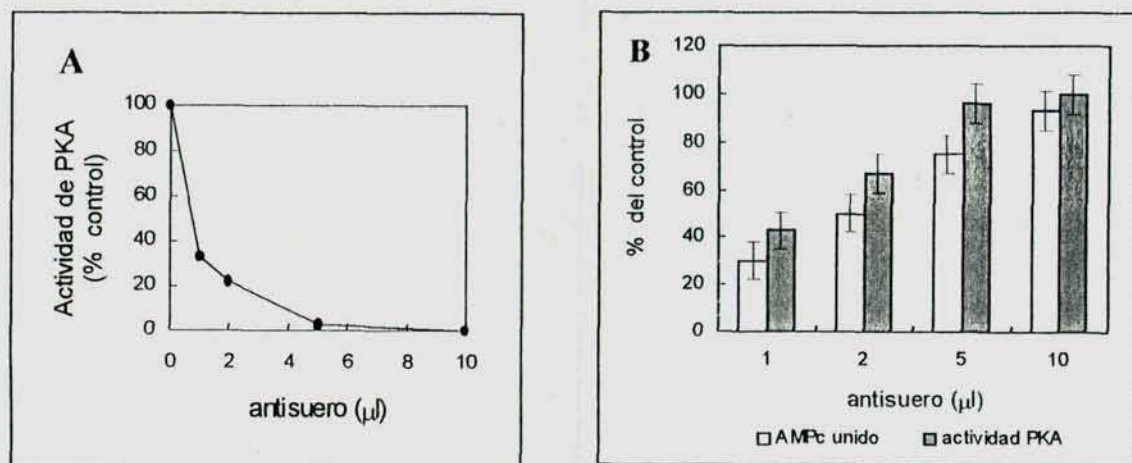 A
Actividad de PKA
(% control)
100
80
60
40
20
0
0 2 4 6 8 10
antisuero (µl)
B
% del control
120
100
80
60
40
20
0
1 2 5 10
antisuero (µl)
AMPc unido actividad PKA